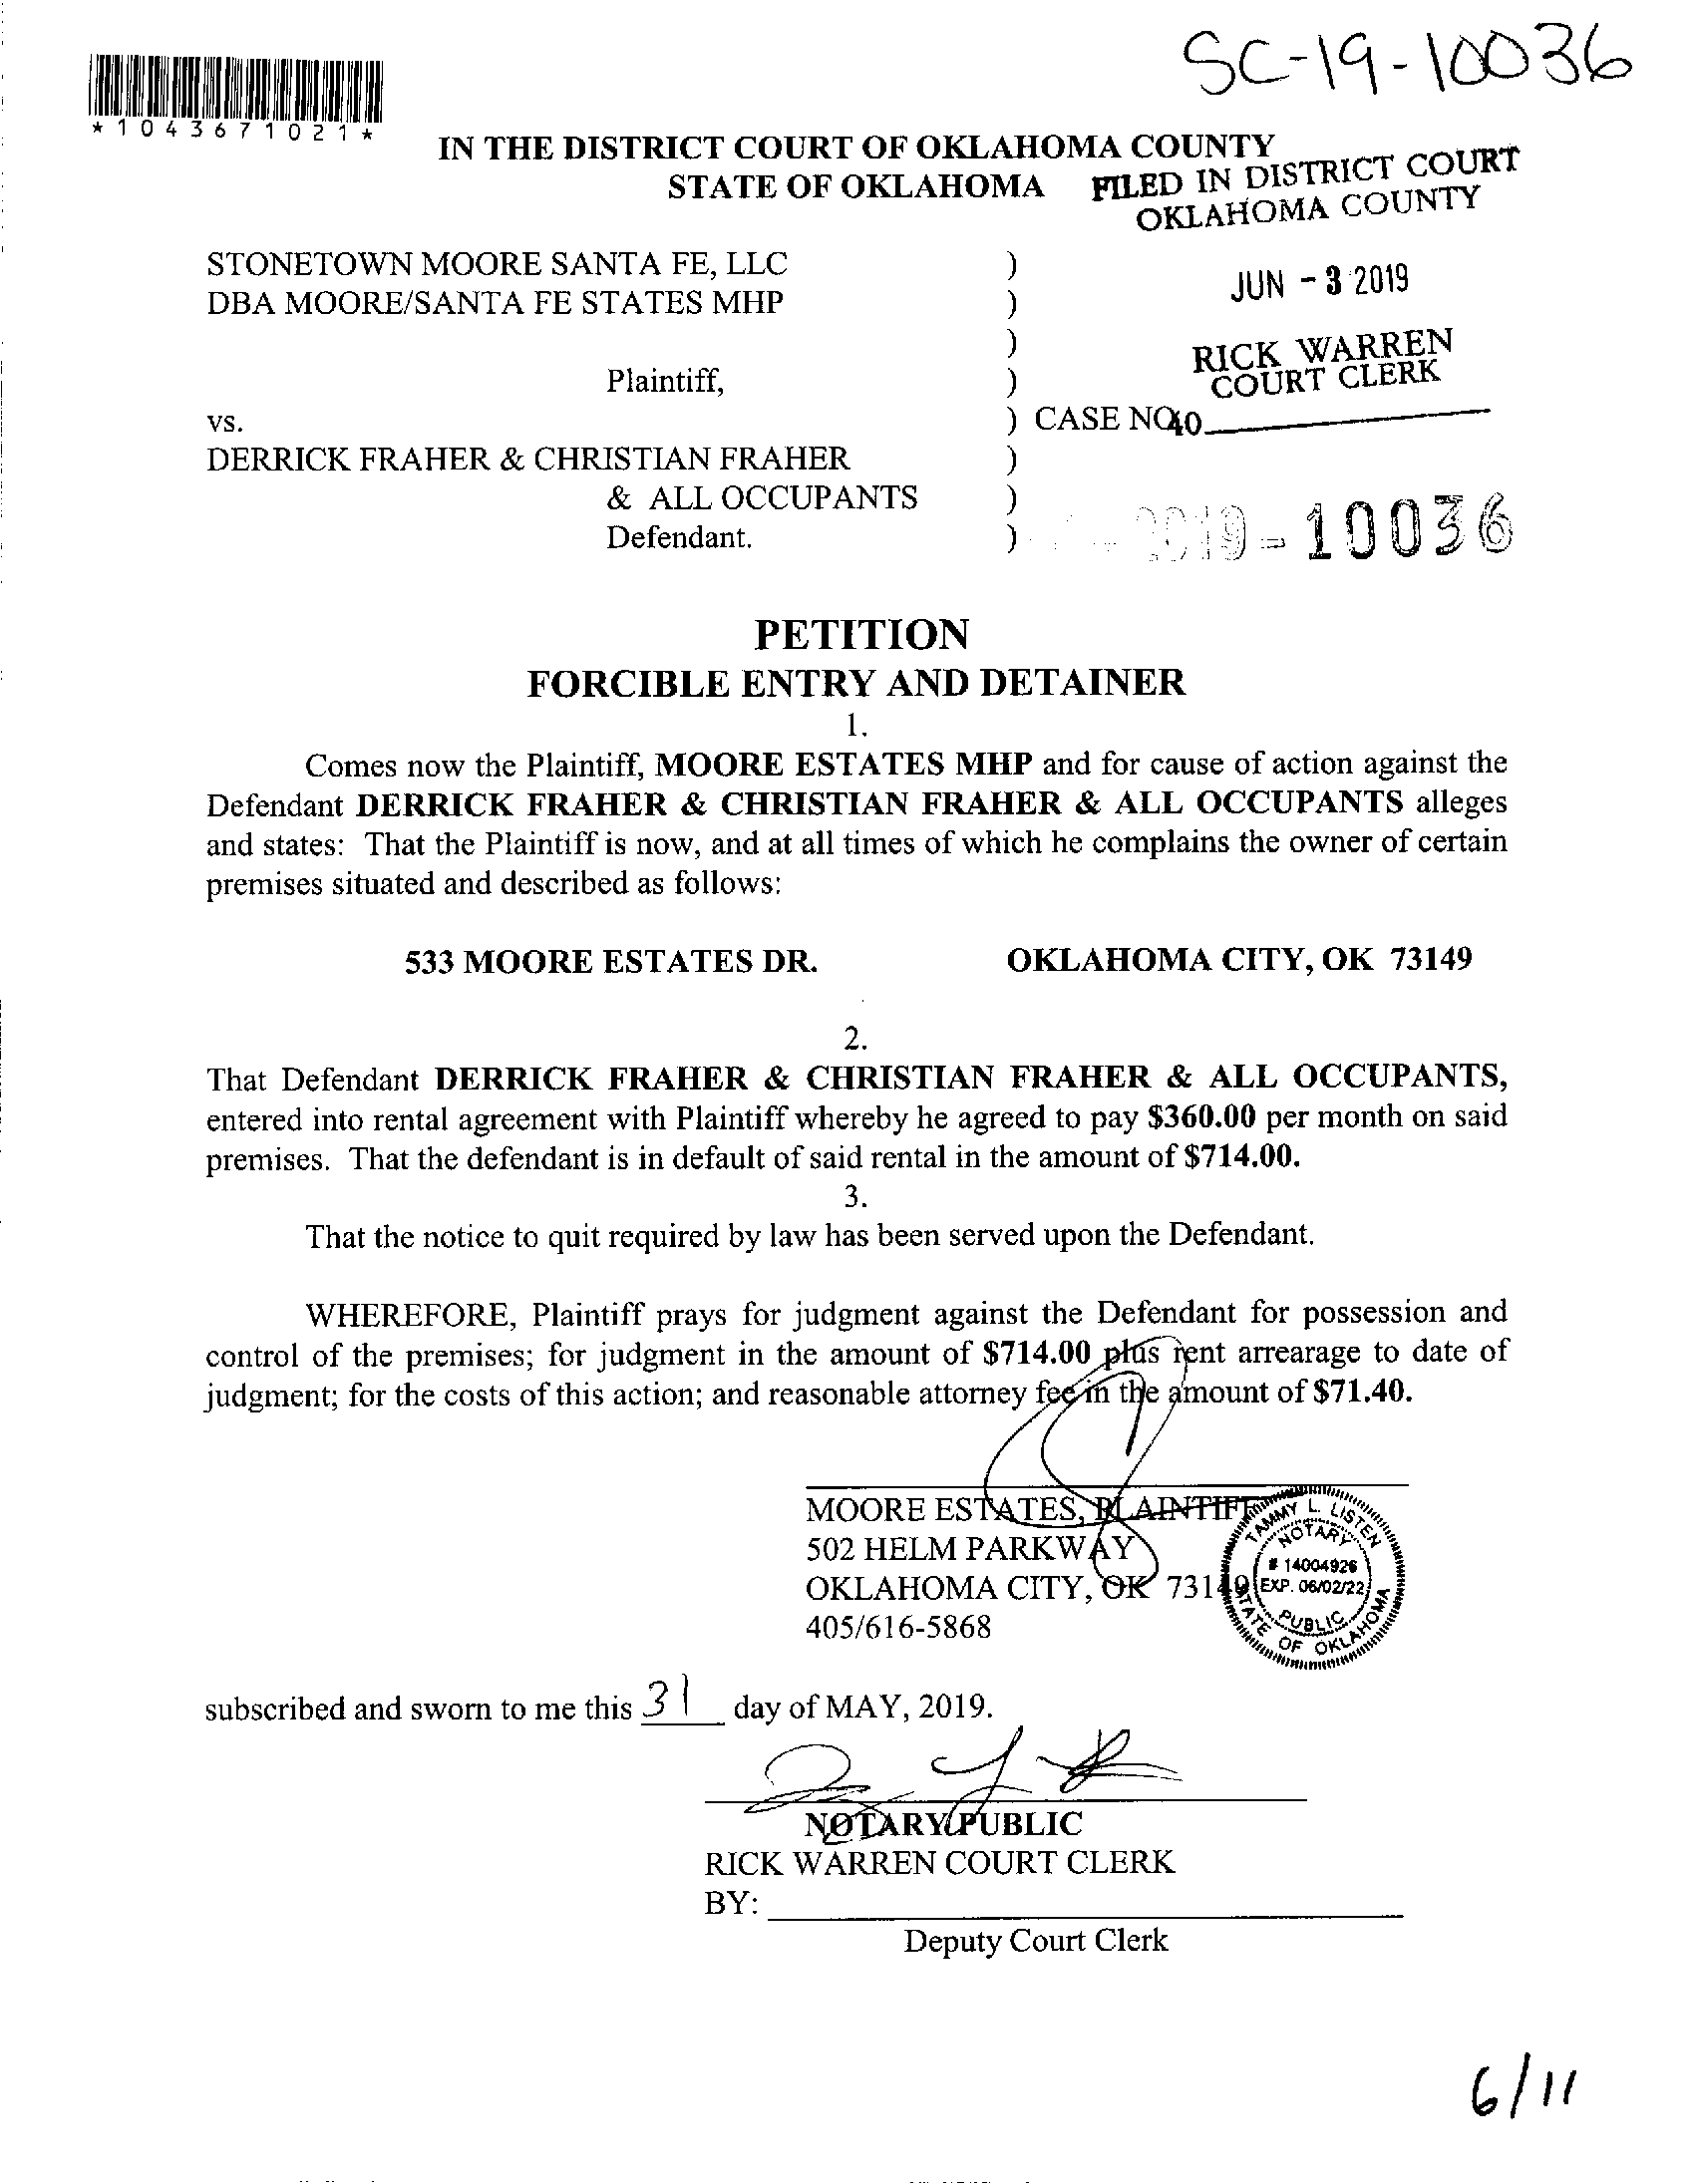 SC-19-10036
*1043671021*
IN THE DISTRICT COURT OF OKLAHOMA COUNTY
STATE OF OKLAHOMA
FILED IN DISTRICT COURT
OKLAHOMA COUNTY
STONETOWN MOORE SANTA FE, LLC )
DBA MOORE/SANTA FE STATES MHP )
JUN - 3 2019
)
RICK WARREN
COURT CLERK
Plaintiff, )
vs. ) CASE NO.
40
DERRICK FRAHER & CHRISTIAN FRAHER )
& ALL OCCUPANTS )
Defendant. )
- 2019 - 10036
PETITION
FORCIBLE ENTRY AND DETAINER
1.
Comes now the Plaintiff, MOORE ESTATES MHP and for cause of action against the
Defendant DERRICK FRAHER & CHRISTIAN FRAHER & ALL OCCUPANTS alleges
and states: That the Plaintiff is now, and at all times of which he complains the owner of certain
premises situated and described as follows:
533 MOORE ESTATES DR. OKLAHOMA CITY, OK 73149
2.
That Defendant DERRICK FRAHER & CHRISTIAN FRAHER & ALL OCCUPANTS,
entered into rental agreement with Plaintiff whereby he agreed to pay $360.00 per month on said
premises. That the defendant is in default of said rental in the amount of $714.00.
3.
That the notice to quit required by law has been served upon the Defendant.
WHEREFORE, Plaintiff prays for judgment against the Defendant for possession and
control of the premises; for judgment in the amount of $714.00 plus rent arrearage to date of
judgment; for the costs of this action; and reasonable attorney fee in the amount of $71.40.
MOORE ESTATES, PLAINTIFF
502 HELM PARKWAY
OKLAHOMA CITY, OK 73149
405/616-5868
TAMMY L. LISTEN
NOTARY
# 14004926
EXP. 06/02/22
PUBLIC
STATE OF OKLAHOMA
subscribed and sworn to me this 31 day of MAY, 2019.
NOTARY PUBLIC
RICK WARREN COURT CLERK
BY:
Deputy Court Clerk
6/11